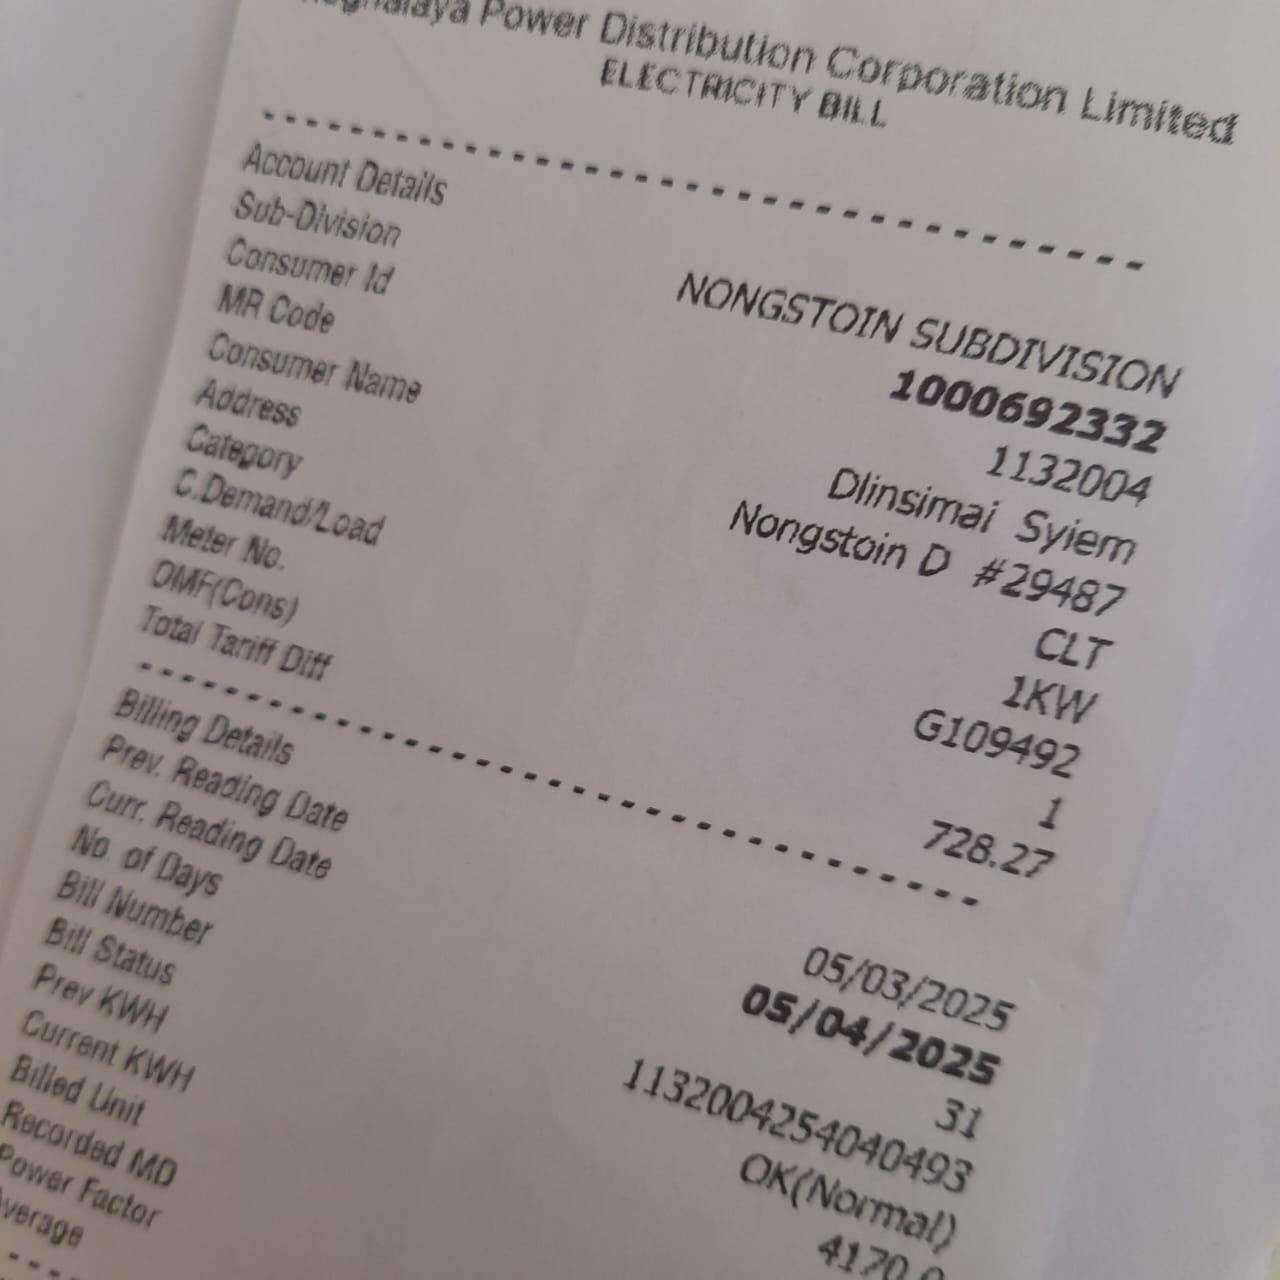 Power Distribution Corporation Limited
ELECTRICITY BILL
Account Details
Sub-Division NONGSTOIN SUBDIVISION
Consumer Id 1000692332
MR Code 1132004
Consumer Name Dlinsimai Syiem
Address Nongstoin D #29487
Category CLT
C.Demand/Load 1KW
Meter No. G109492
OMF(Cons) 1
Total Tariff Diff 728.27
Billing Details
Prev. Reading Date 05/03/2025
Curr. Reading Date 05/04/2025
No. of Days 31
Bill Number 1132004254040493
Bill Status OK(Normal)
Prev KWH
Current KWH
Billed Unit
Recorded MD
Power Factor